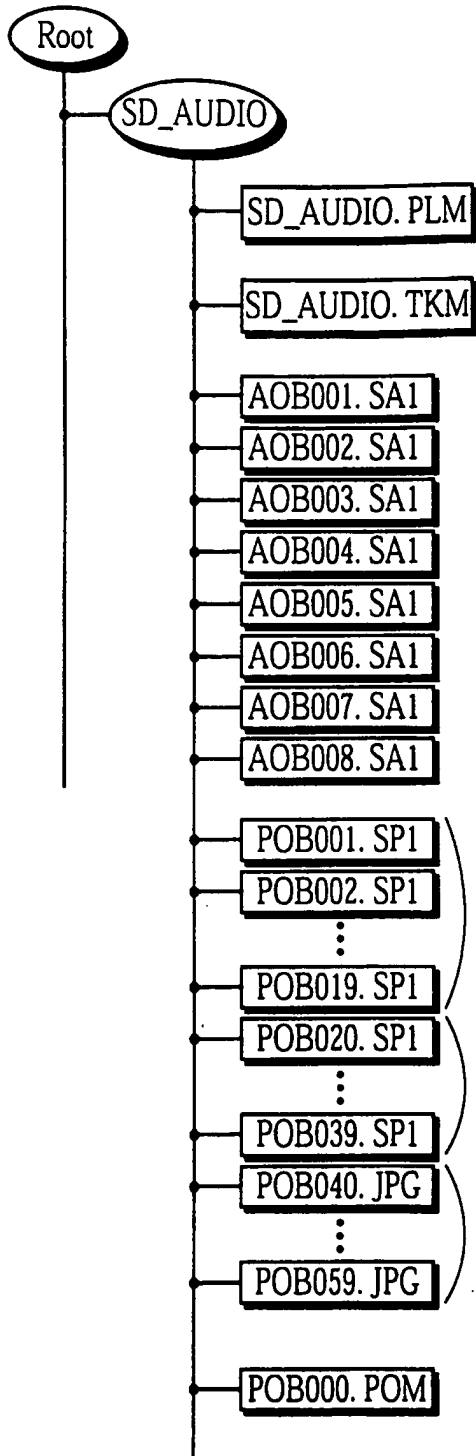 Root
SD_AUDIO
SD_AUDIO. PLM
SD_AUDIO. TKM
AOB001. SA1
AOB002. SA1
AOB003. SA1
AOB004. SA1
AOB005. SA1
AOB006. SA1
AOB007. SA1
AOB008. SA1
POB001. SP1
POB002. SP1
POB019. SP1
POB020. SP1
POB039. SP1
POB040. JPG
POB059. JPG
POB000. POM